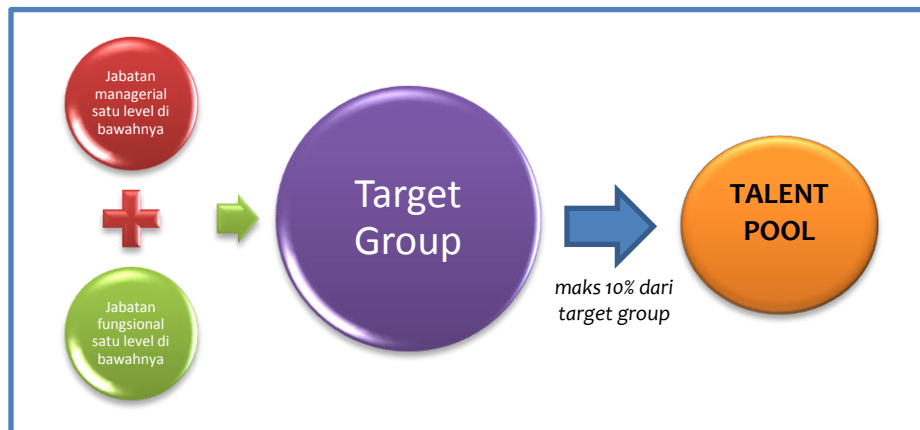 Jabatan
managerial
satu level di
bawahnya
Jabatan
fungsional
satu level di
bawahnya
Target
Group
maks 10% dari
target group
TALENT
POOL